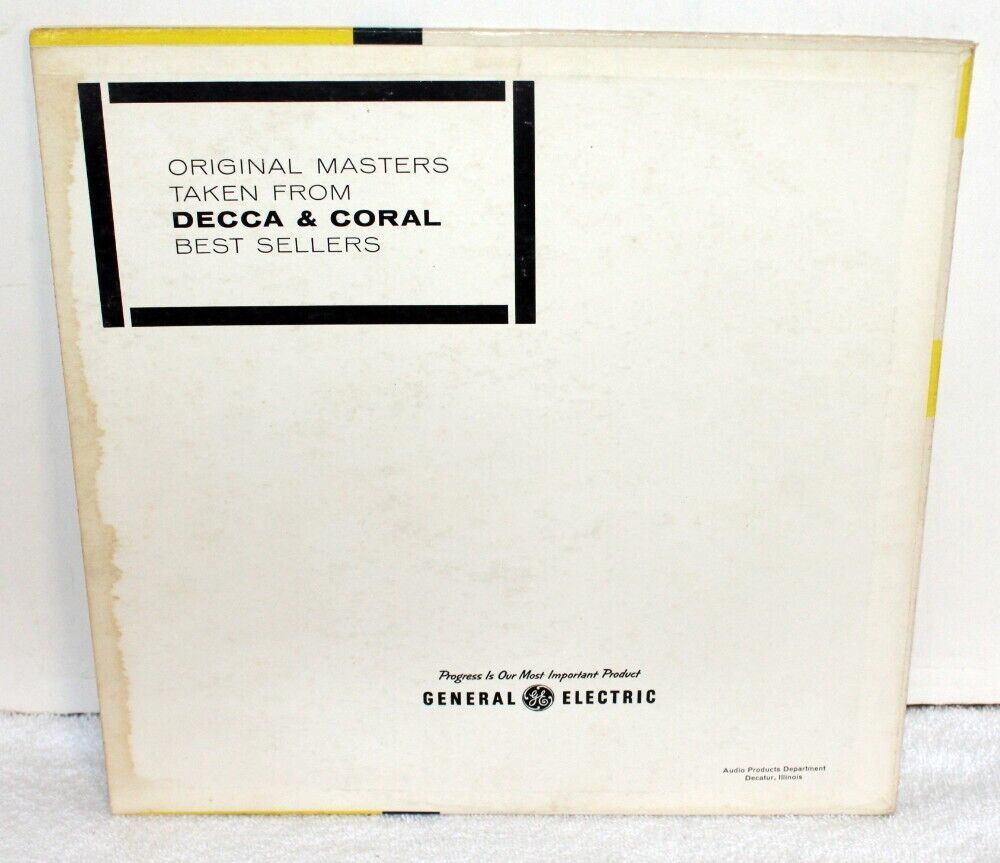 ORIGINAL MASTERS
TAKEN FROM
DECCA & CORAL
BEST SELLERS
Progress Is Our Most Important Product
GENERAL GE ELECTRIC
Audio Products Department
Decatur, Illinois